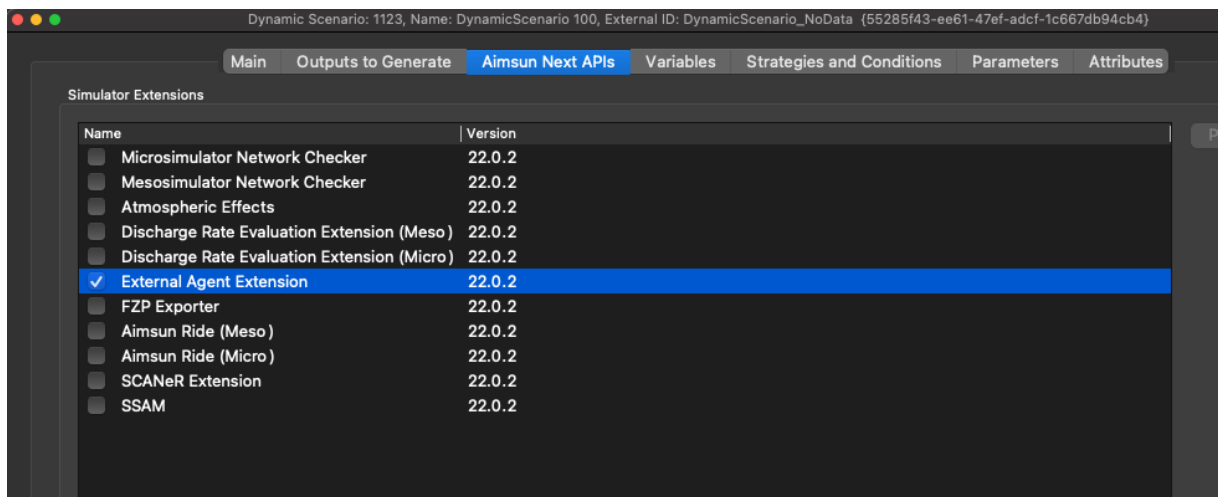 Dynamic Scenario: 1123, Name: DynamicScenario 100, External ID: DynamicScenario_NoData {55285f43-ee61-47ef-adcf-1c667db94cb4}
Main Outputs to Generate Aimsun Next APIs Variables Strategies and Conditions Parameters Attributes
Simulator Extensions
Name Version
Microsimulator Network Checker 22.0.2
Mesosimulator Network Checker 22.0.2
Atmospheric Effects 22.0.2
Discharge Rate Evaluation Extension (Meso) 22.0.2
Discharge Rate Evaluation Extension (Micro) 22.0.2
External Agent Extension 22.0.2
FZP Exporter 22.0.2
Aimsun Ride (Meso) 22.0.2
Aimsun Ride (Micro) 22.0.2
SCANeR Extension 22.0.2
SSAM 22.0.2